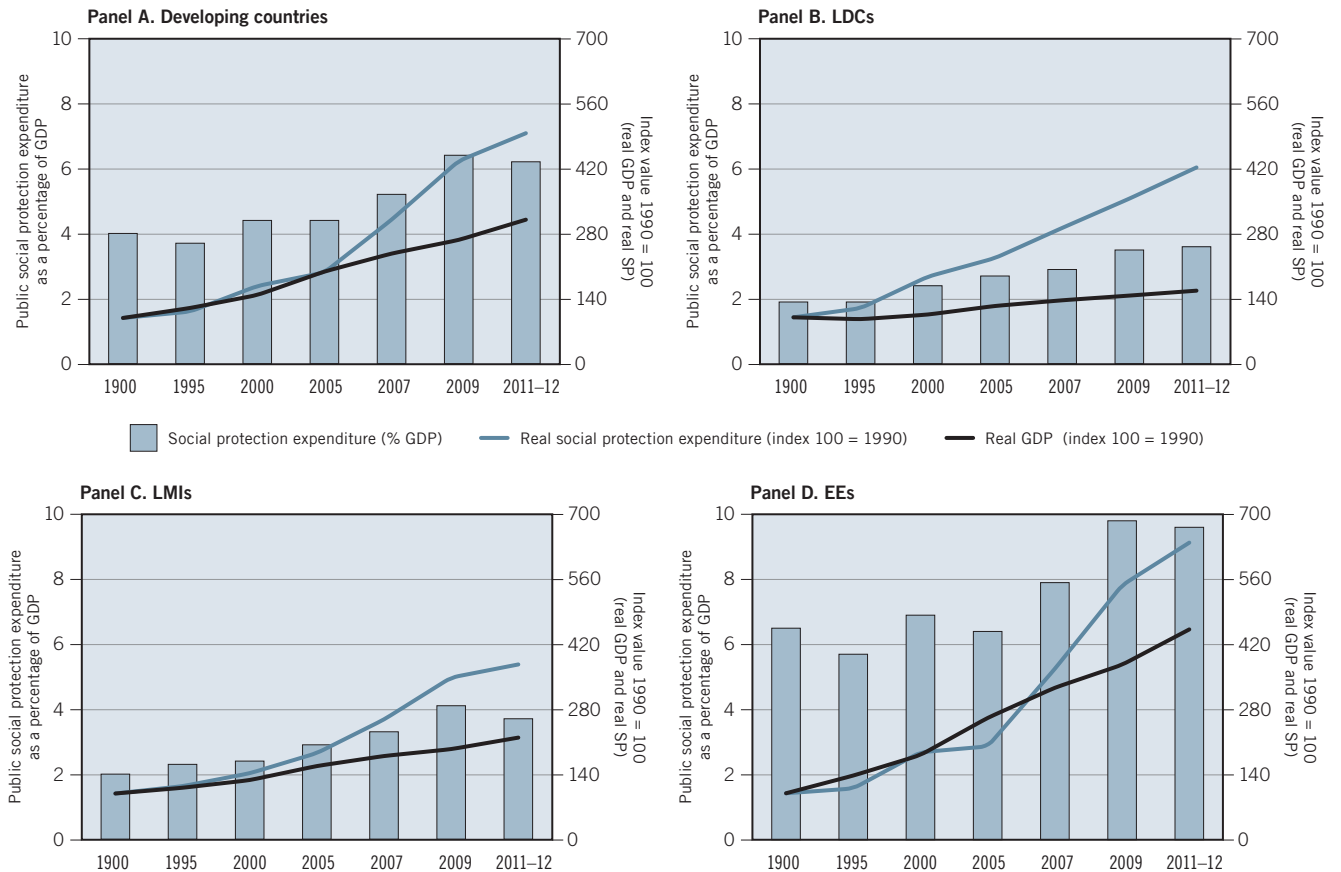 Panel A. Developing countries
Public social protection expenditure
as a percentage of GDP
10
8
6
4
2
0
700
560
420
280
140
0
Index value 1990 = 100
(real GDP and real SP)
1900 1995 2000 2005 2007 2009 2011–12
Panel B. LDCs
Public social protection expenditure
as a percentage of GDP
10
8
6
4
2
0
700
560
420
280
140
0
Index value 1990 = 100
(real GDP and real SP)
1900 1995 2000 2005 2007 2009 2011–12
Social protection expenditure (% GDP) Real social protection expenditure (index 100 = 1990) Real GDP (index 100 = 1990)
Panel C. LMIs
Public social protection expenditure
as a percentage of GDP
10
8
6
4
2
0
700
560
420
280
140
0
Index value 1990 = 100
(real GDP and real SP)
1900 1995 2000 2005 2007 2009 2011–12
Panel D. EEs
Public social protection expenditure
as a percentage of GDP
10
8
6
4
2
0
700
560
420
280
140
0
Index value 1990 = 100
(real GDP and real SP)
1900 1995 2000 2005 2007 2009 2011–12